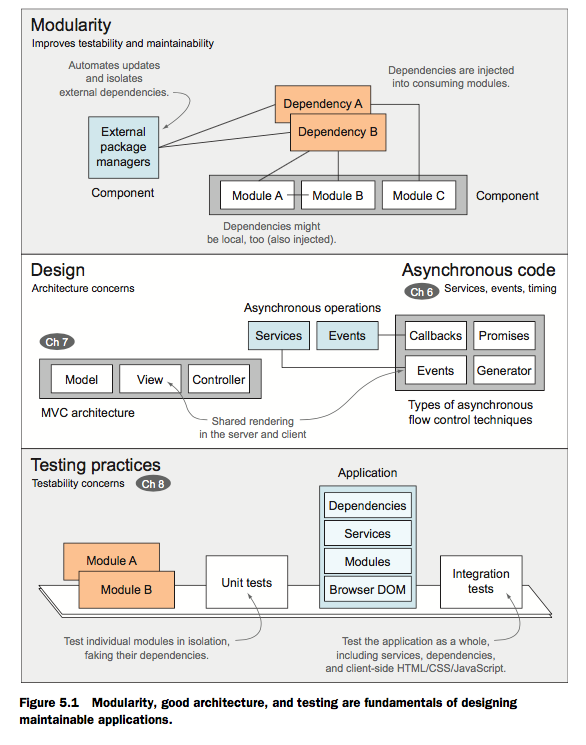 Modularity
Improves testability and maintainability
Automates updates
and isolates
external dependencies.
Dependencies are injected
into consuming modules.
Dependency A
Dependency B
External
package
managers
Component
Module A
Module B
Module C
Component
Dependencies might
be local, too (also injected).
Design
Architecture concerns
Asynchronous code
Ch 6
Services, events, timing
Asynchronous operations
Services
Events
Callbacks
Promises
Events
Generator
Types of asynchronous
flow control techniques
Ch 7
Model
View
Controller
MVC architecture
Shared rendering
in the server and client
Testing practices
Testability concerns
Ch 8
Application
Dependencies
Services
Modules
Browser DOM
Module A
Module B
Unit tests
Integration
tests
Test individual modules in isolation,
faking their dependencies.
Test the application as a whole,
including services, dependencies,
and client-side HTML/CSS/JavaScript.
Figure 5.1 Modularity, good architecture, and testing are fundamentals of designing
maintainable applications.